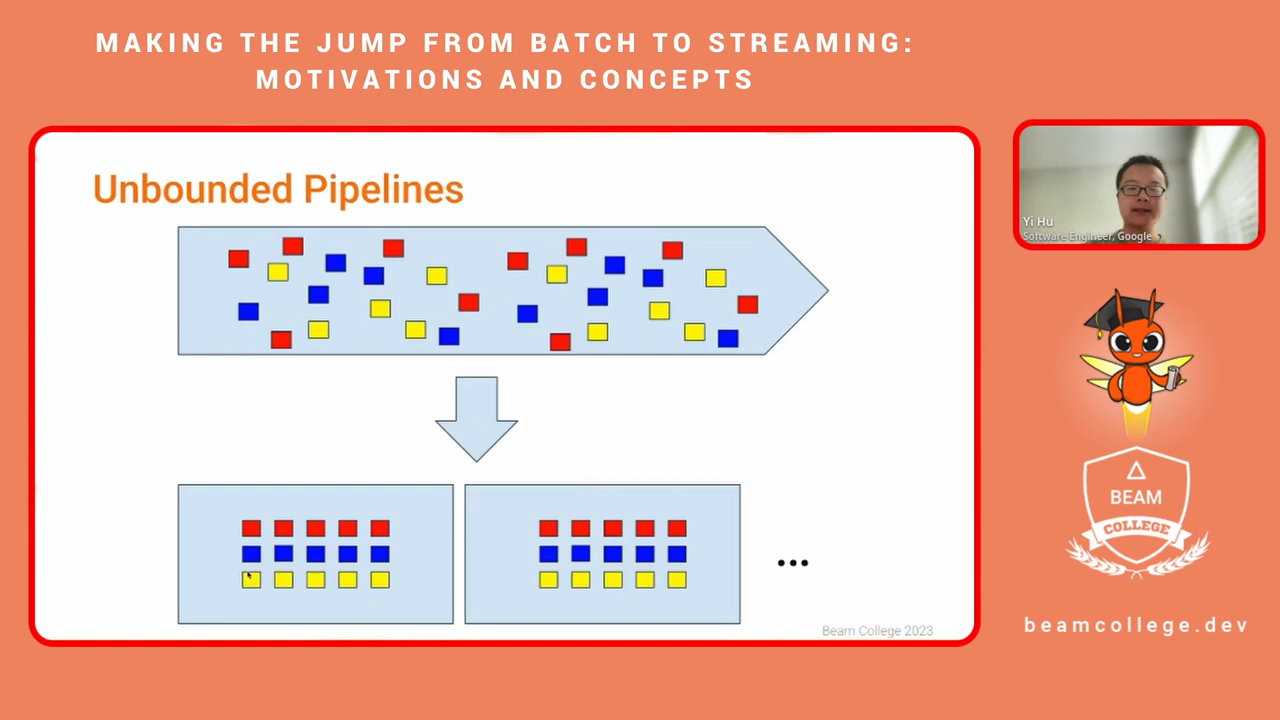 MAKING THE JUMP FROM BATCH TO STREAMING:
MOTIVATIONS AND CONCEPTS
Unbounded Pipelines
Beam College 2023
Yi Hu
Software Engineer, Google
BEAM
COLLEGE
beamcollege.dev